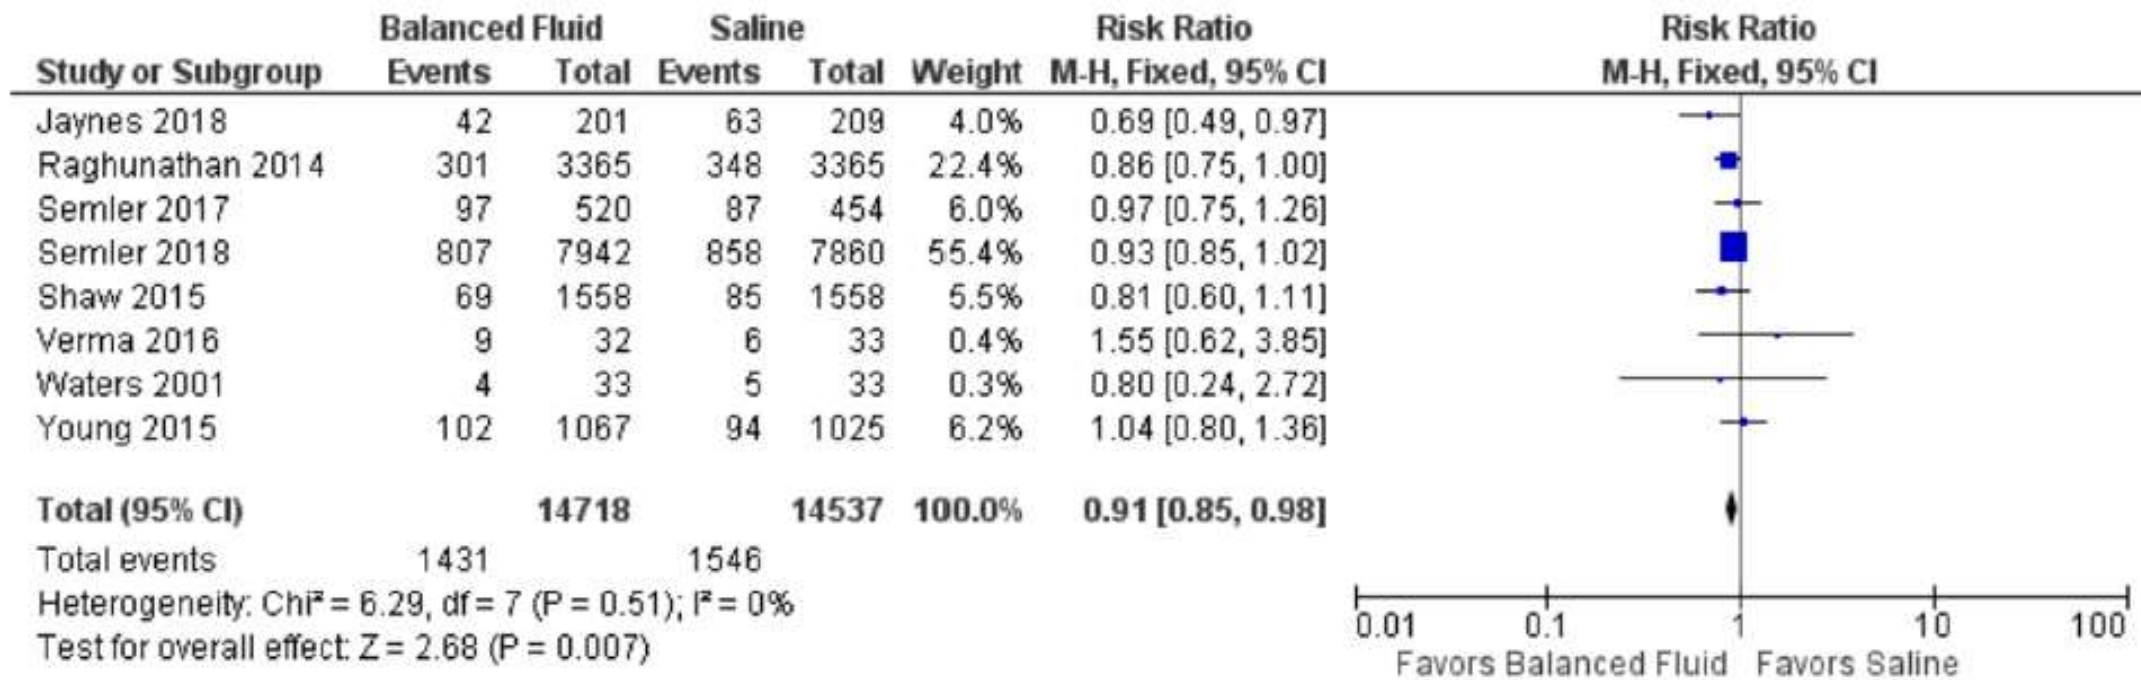 Balanced Fluid Saline Risk Ratio Risk Ratio
Study or Subgroup Events Total Events Total Weight M-H, Fixed, 95% CI M-H, Fixed, 95% CI
Jaynes 2018 42 201 63 209 4.0% 0.69 [0.49, 0.97]
Raghunathan 2014 301 3365 348 3365 22.4% 0.86 [0.75, 1.00]
Semler 2017 97 520 87 454 6.0% 0.97 [0.75, 1.26]
Semler 2018 807 7942 858 7860 55.4% 0.93 [0.85, 1.02]
Shaw 2015 69 1558 85 1558 5.5% 0.81 [0.60, 1.11]
Verma 2016 9 32 6 33 0.4% 1.55 [0.62, 3.85]
Waters 2001 4 33 5 33 0.3% 0.80 [0.24, 2.72]
Young 2015 102 1067 94 1025 6.2% 1.04 [0.80, 1.36]
Total (95% CI) 14718 14537 100.0% 0.91 [0.85, 0.98]
Total events 1431 1546
Heterogeneity: Chi² = 6.29, df = 7 (P = 0.51); I² = 0%
Test for overall effect: Z = 2.68 (P = 0.007)
0.01 0.1 1 10 100
Favors Balanced Fluid Favors Saline